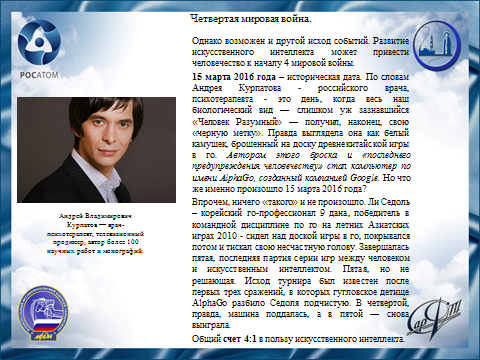 Четвертая мировая война.
Однако возможен и другой исход событий. Развитие
искусственного интеллекта может привести
человечество к началу 4 мировой войны.
15 марта 2016 года – историческая дата. По словам
Андрея Курпатова - российского врача,
психотерапевта - это день, когда весь наш
биологический вид — слишком уж зазнавшийся
«Человек Разумный» — получил, наконец, свою
«черную метку». Правда выглядела она как белый
камушек, брошенный на доску древнекитайской игры
в го. Авторам этого броска и «последнего
предупреждения человечеству» стал компьютер по
имени AlphaGo, созданный компанией Google. Но что
же именно произошло 15 марта 2016 года?
Впрочем, ничего «такого» и не произошло. Ли Седоль
– корейский го-профессионал 9 дана, победитель в
командной дисциплине по го на летних Азиатских
играх 2010 - сидел над доской игры в го, покрывался
потом и тискал свою несчастную голову. Завершалась
пятая, последняя партия серии игр между человеком
и искусственным интеллектом. Пятая, но не
решающая. Исход турнира был известен после
первых трех сражений, в которых гугловское детище
AlphaGo разбило Седоля подчистую. В четвертой,
правда, машина поддалась, а в пятой — снова
выиграла.
Общий счет 4:1 в пользу искусственного интеллекта.
РОСАТОМ
Андрей Владимирович
Курпатов — врач-
психотерапевт, телевизионный
продюсер, автор более 100
научных работ и монографий.
СарФТИ